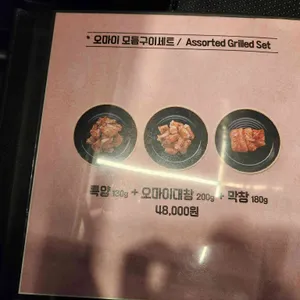 * 오마이 모듬구이세트 / Assorted Grilled Set
특양 130g + 오마이대창 200g + 막창 180g
48,000원